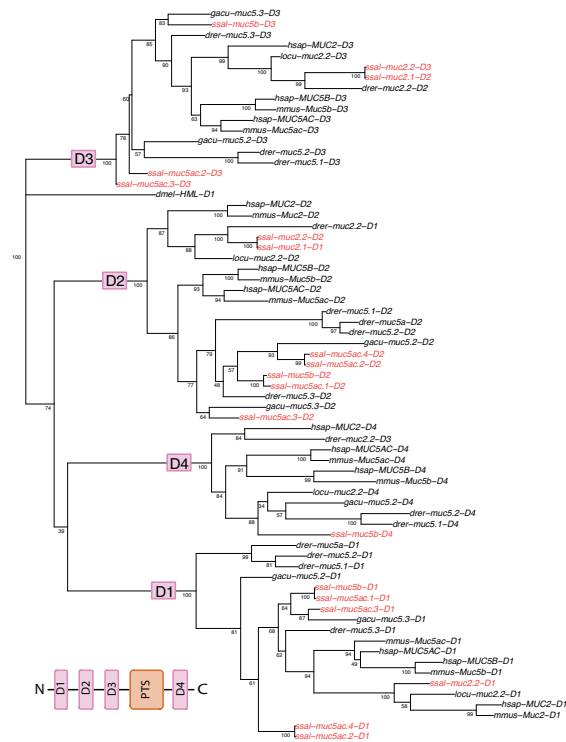 gacu-muc5.3-D3
83
ssal-muc5b-D3
85
drer-muc5.3-D3
90
hsap-MUC2-D3
99
locu-muc2.2-D3
100
ssal-muc2.2-D3
100
ssal-muc2.1-D2
99
drer-muc2.2-D2
93
60
hsap-MUC5B-D3
100
mmus-Muc5b-D3
63
hsap-MUC5AC-D3
94
mmus-Muc5ac-D3
78
gacu-muc5.2-D3
57
drer-muc5.2-D3
100
drer-muc5.1-D3
D3
100
ssal-muc5ac.2-D3
ssal-muc5ac.3-D3
dmel-HML-D1
100
hsap-MUC2-D2
100
mmus-Muc2-D2
87
drer-muc2.2-D1
ssal-muc2.2-D2
100
ssal-muc2.1-D1
88
locu-muc2.2-D2
D2
100
hsap-MUC5B-D2
100
mmus-Muc5b-D2
93
hsap-MUC5AC-D2
94
mmus-Muc5ac-D2
86
drer-muc5.1-D2
100
drer-muc5a-D2
97
drer-muc5.2-D2
79
gacu-muc5.2-D2
93
ssal-muc5ac.4-D2
99
ssal-muc5ac.2-D2
57
ssal-muc5b-D2
100
ssal-muc5ac.1-D2
48
77
drer-muc5.3-D2
gacu-muc5.3-D2
64
ssal-muc5ac.3-D2
74
hsap-MUC2-D4
84
drer-muc2.2-D3
D4
100
hsap-MUC5AC-D4
100
mmus-Muc5ac-D4
91
hsap-MUC5B-D4
99
mmus-Muc5b-D4
84
locu-muc2.2-D4
34
gacu-muc5.2-D4
57
drer-muc5.2-D4
100
drer-muc5.1-D4
88
ssal-muc5b-D4
39
drer-muc5a-D1
99
drer-muc5.2-D1
81
drer-muc5.1-D1
D1
100
gacu-muc5.2-D1
ssal-muc5b-D1
100
ssal-muc5ac.1-D1
64
ssal-muc5ac.3-D1
87
gacu-muc5.3-D1
81
68
drer-muc5.3-D1
62
mmus-Muc5ac-D1
94
hsap-MUC5AC-D1
49
hsap-MUC5B-D1
100
mmus-Muc5b-D1
94
61
ssal-muc2.2-D1
100
locu-muc2.2-D1
58
hsap-MUC2-D1
99
mmus-Muc2-D1
ssal-muc5ac.4-D1
100
ssal-muc5ac.2-D1
N D1 D2 D3 PTS D4 C